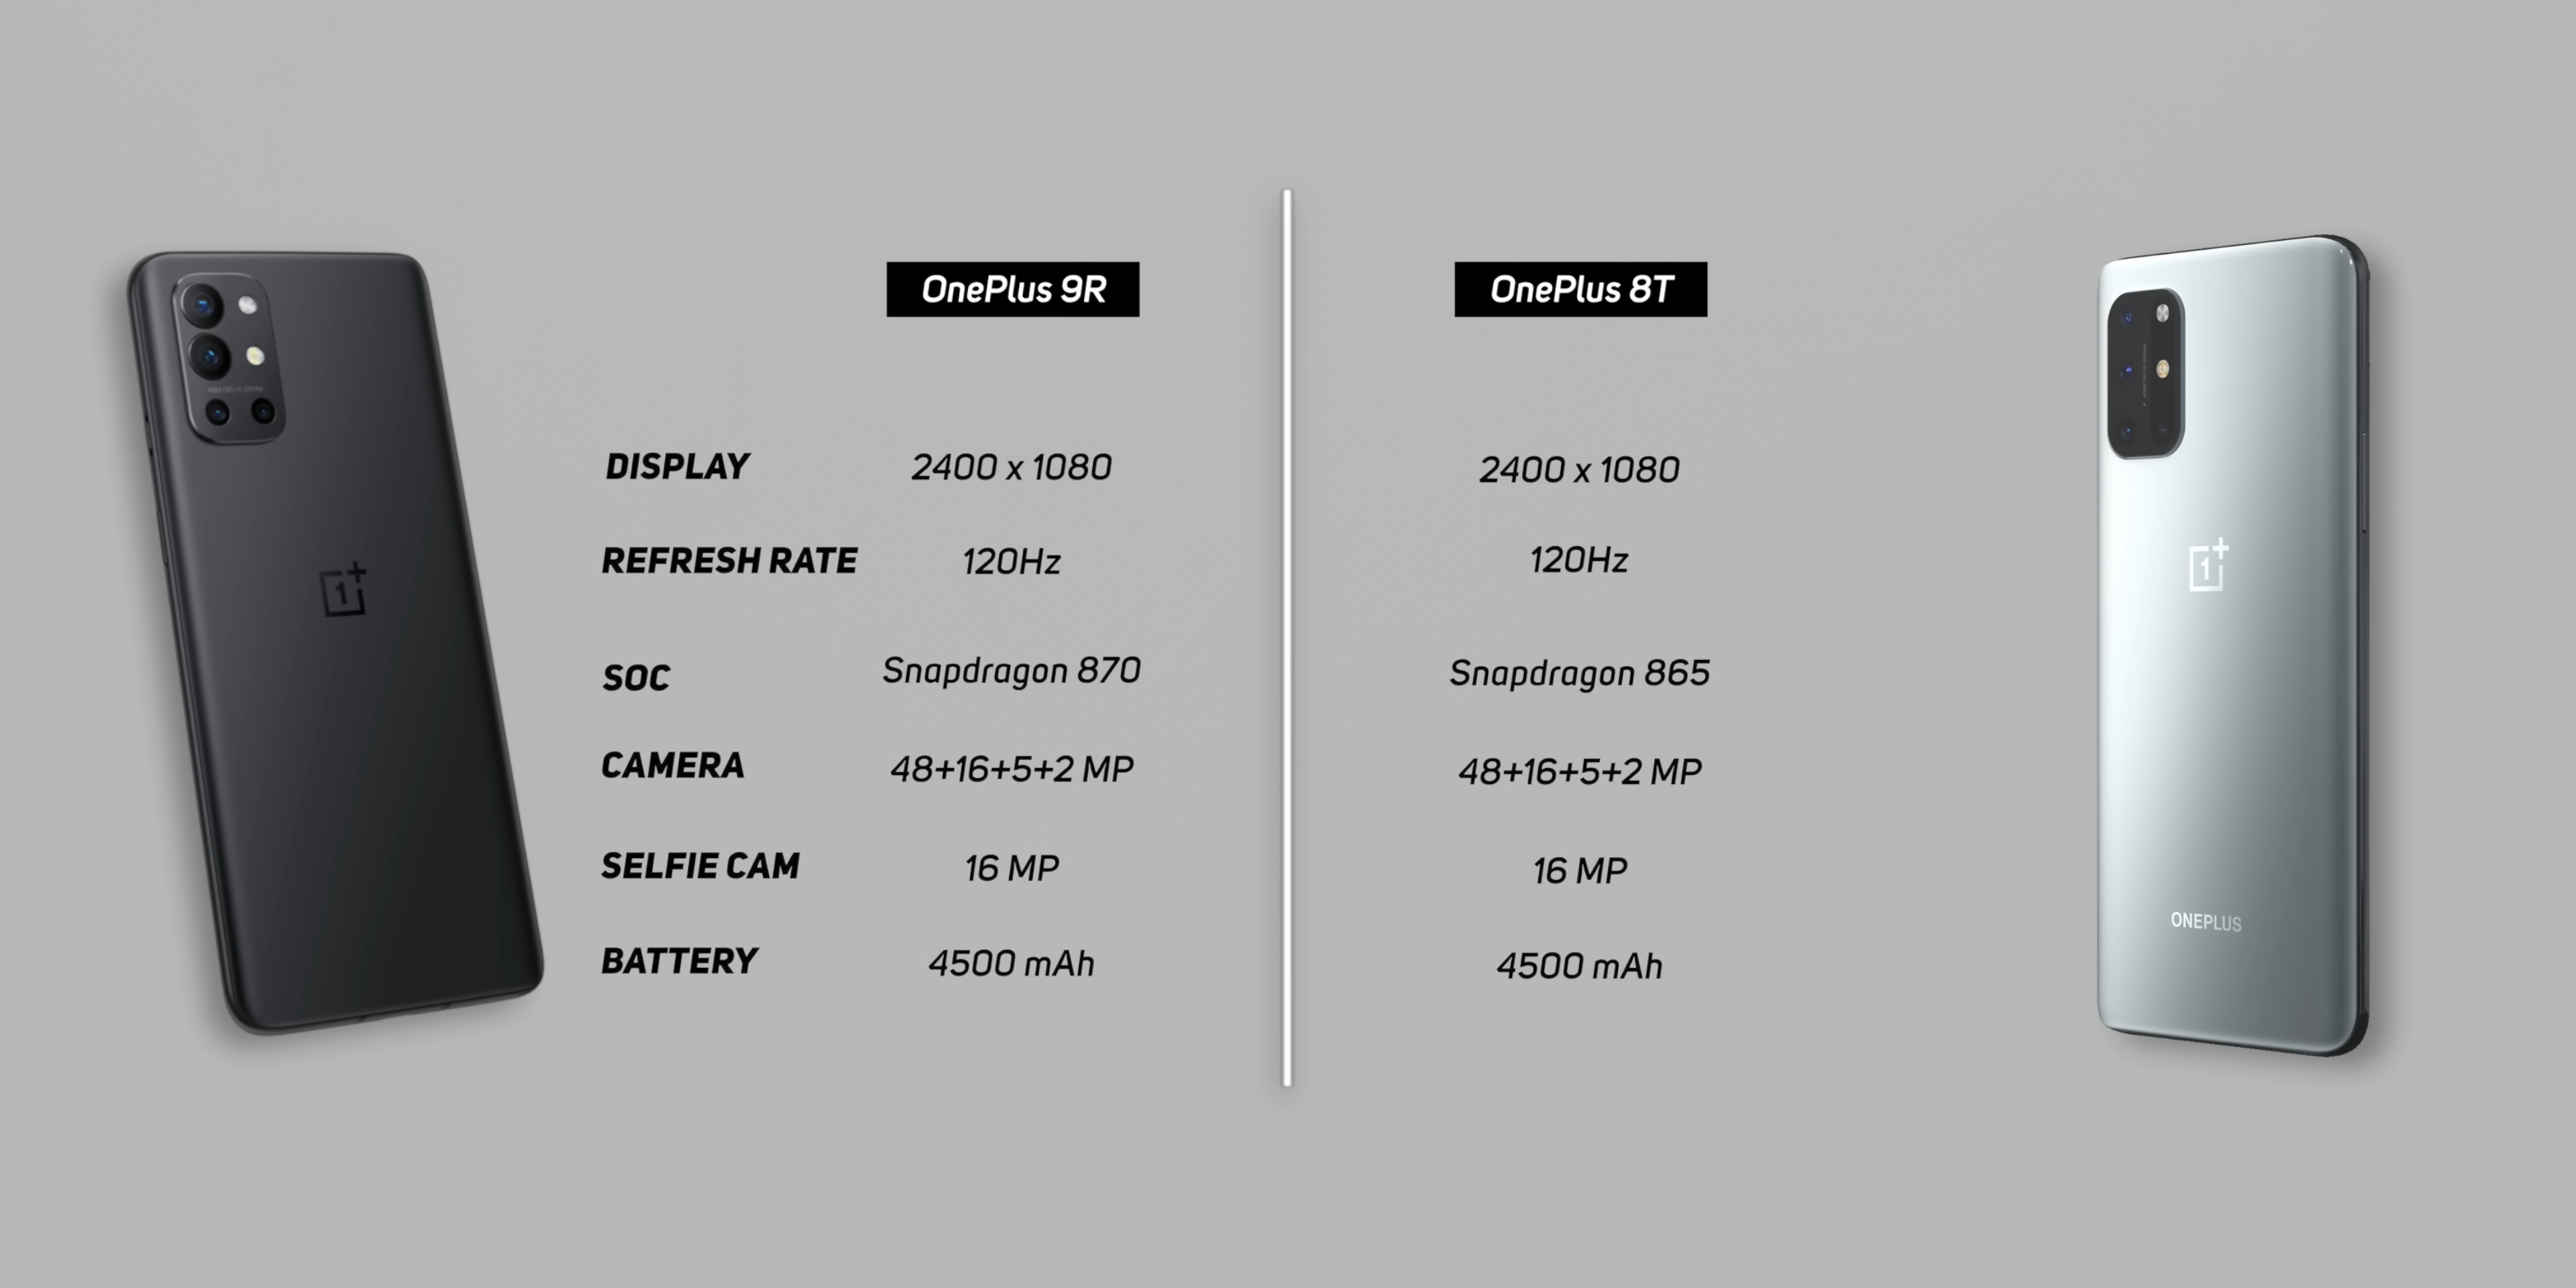 OnePlus 9R
OnePlus 8T
DISPLAY 2400 x 1080 2400 x 1080
REFRESH RATE 120Hz 120Hz
SOC Snapdragon 870 Snapdragon 865
CAMERA 48+16+5+2 MP 48+16+5+2 MP
SELFIE CAM 16 MP 16 MP
BATTERY 4500 mAh 4500 mAh
1+
1+
ONEPLUS